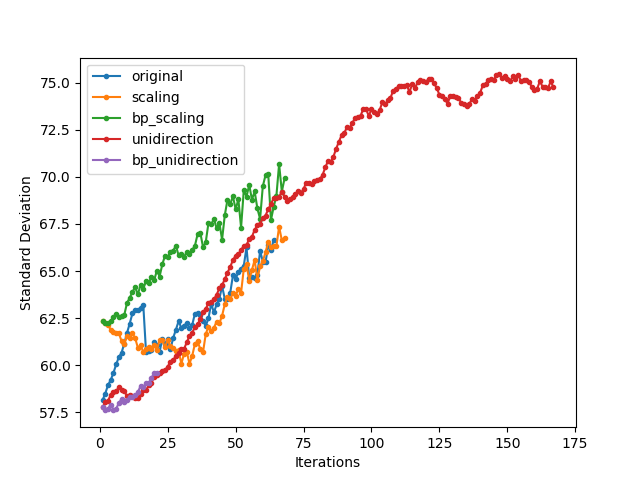 original
scaling
bp_scaling
unidirection
bp_unidirection
75.0
72.5
70.0
67.5
65.0
62.5
60.0
57.5
Standard Deviation
0 25 50 75 100 125 150 175
Iterations